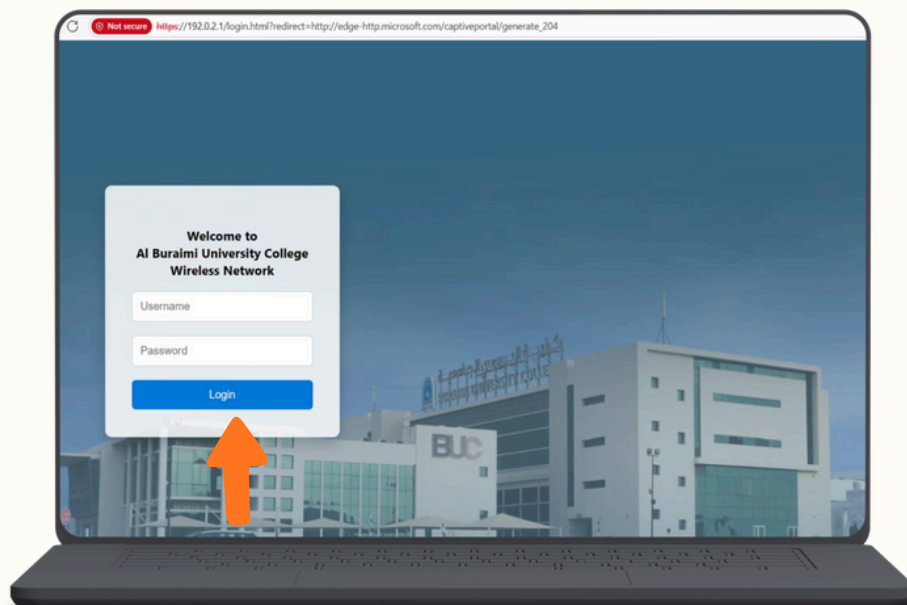 Not secure https://192.0.2.1/login.html?redirect=http://edge-http.microsoft.com/captiveportal/generate_204
Welcome to
Al Buraimi University College
Wireless Network
Username
Password
Login
BUC